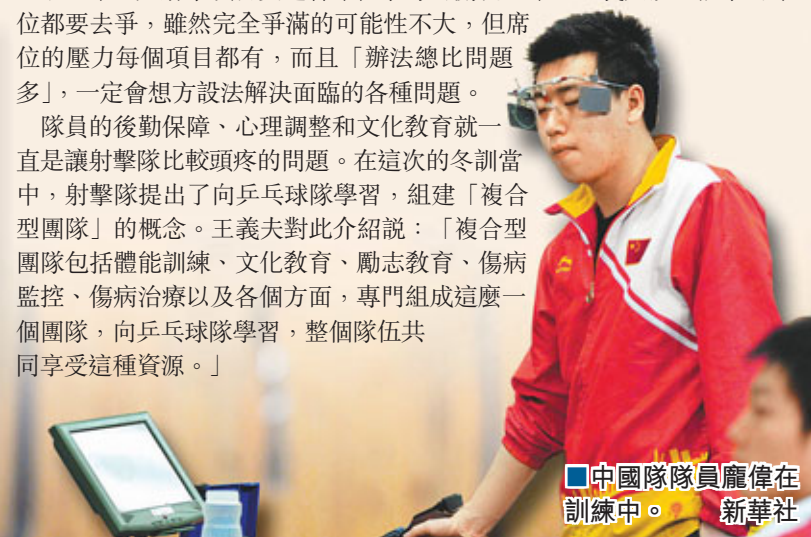 位都要去爭，雖然完全爭滿的可能性不大，但席
位的壓力每個項目都有，而且「辦法總比問題
多」，一定會想方設法解決面臨的各種問題。
隊員的後勤保障、心理調整和文化教育就一
直是讓射擊隊比較頭疼的問題。在這次的冬訓當
中，射擊隊提出了向乒乓球隊學習，組建「複合
型團隊」的概念。王義夫對此介紹說：「複合型
團隊包括體能訓練、文化教育、勵志教育、傷病
監控、傷病治療以及各個方面，專門組成這麼一
個團隊，向乒乓球隊學習，整個隊伍共
同享受這種資源。」
■中國隊隊員龐偉在
訓練中。 新華社